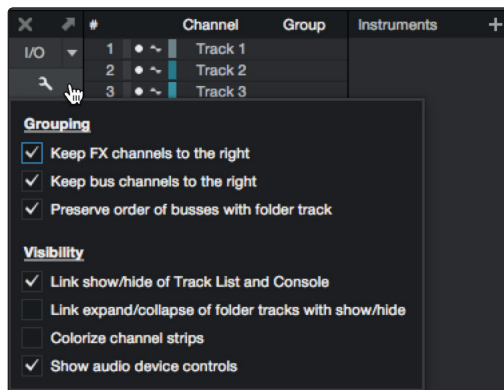 # Channel Group Instruments +
I/O 1 Track 1
2 Track 2
3 Track 3
Grouping
Keep FX channels to the right
Keep bus channels to the right
Preserve order of busses with folder track
Visibility
Link show/hide of Track List and Console
Link expand/collapse of folder tracks with show/hide
Colorize channel strips
Show audio device controls